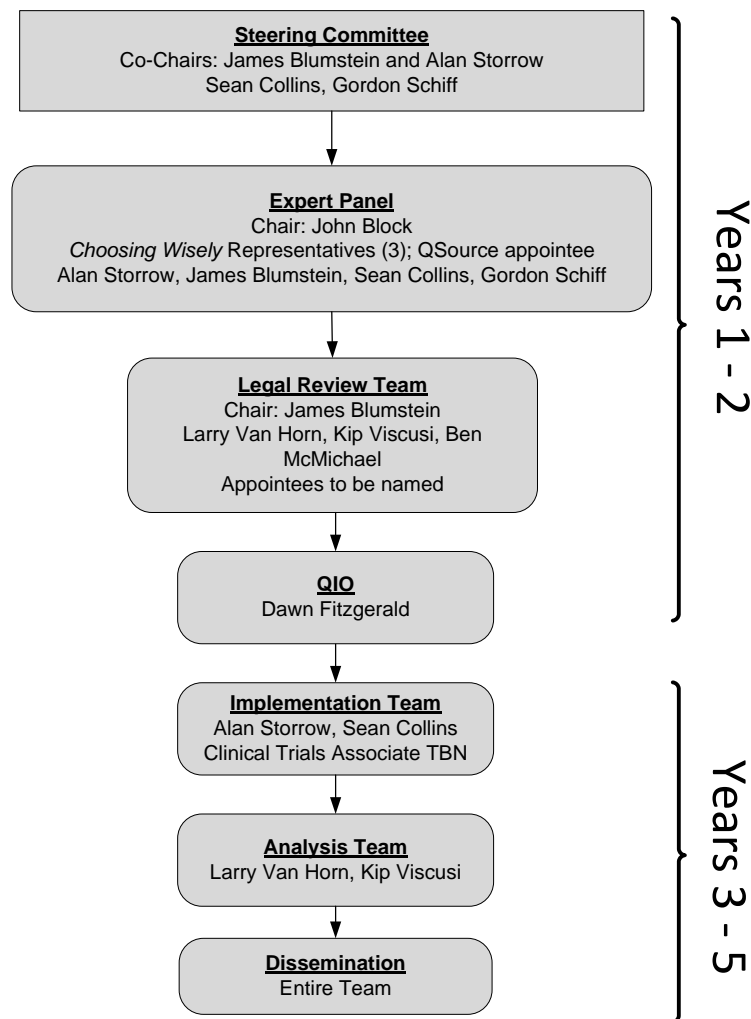 Steering Committee
Co-Chairs: James Blumstein and Alan Storrow
Sean Collins, Gordon Schiff
Expert Panel
Chair: John Block
Choosing Wisely Representatives (3); QSource appointee
Alan Storrow, James Blumstein, Sean Collins, Gordon Schiff
Legal Review Team
Chair: James Blumstein
Larry Van Horn, Kip Viscusi, Ben
McMichael
Appointees to be named
QIO
Dawn Fitzgerald
Years 1 - 2
Implementation Team
Alan Storrow, Sean Collins
Clinical Trials Associate TBN
Analysis Team
Larry Van Horn, Kip Viscusi
Dissemination
Entire Team
Years 3 - 5